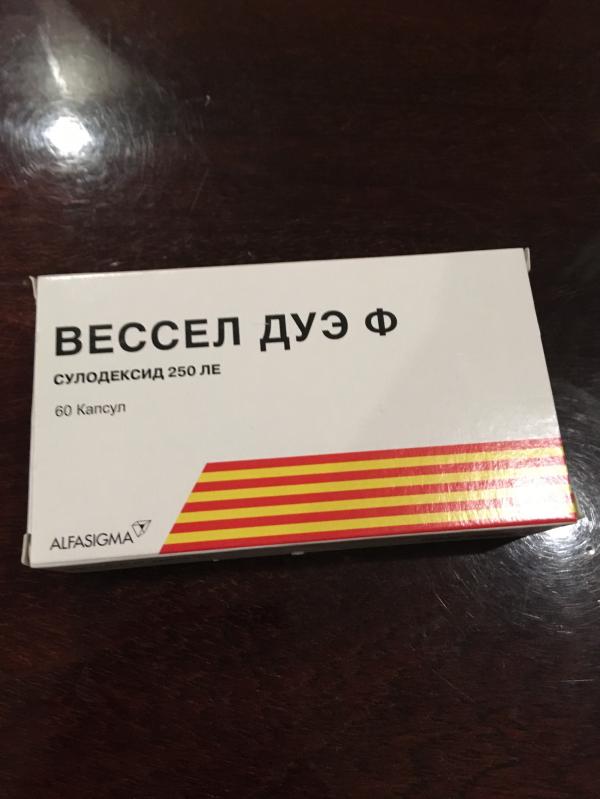 ВЕССЕЛ ДУЭ Ф
СУЛОДЕКСИД 250 ЛЕ
60 Капсул
ALFASIGMA